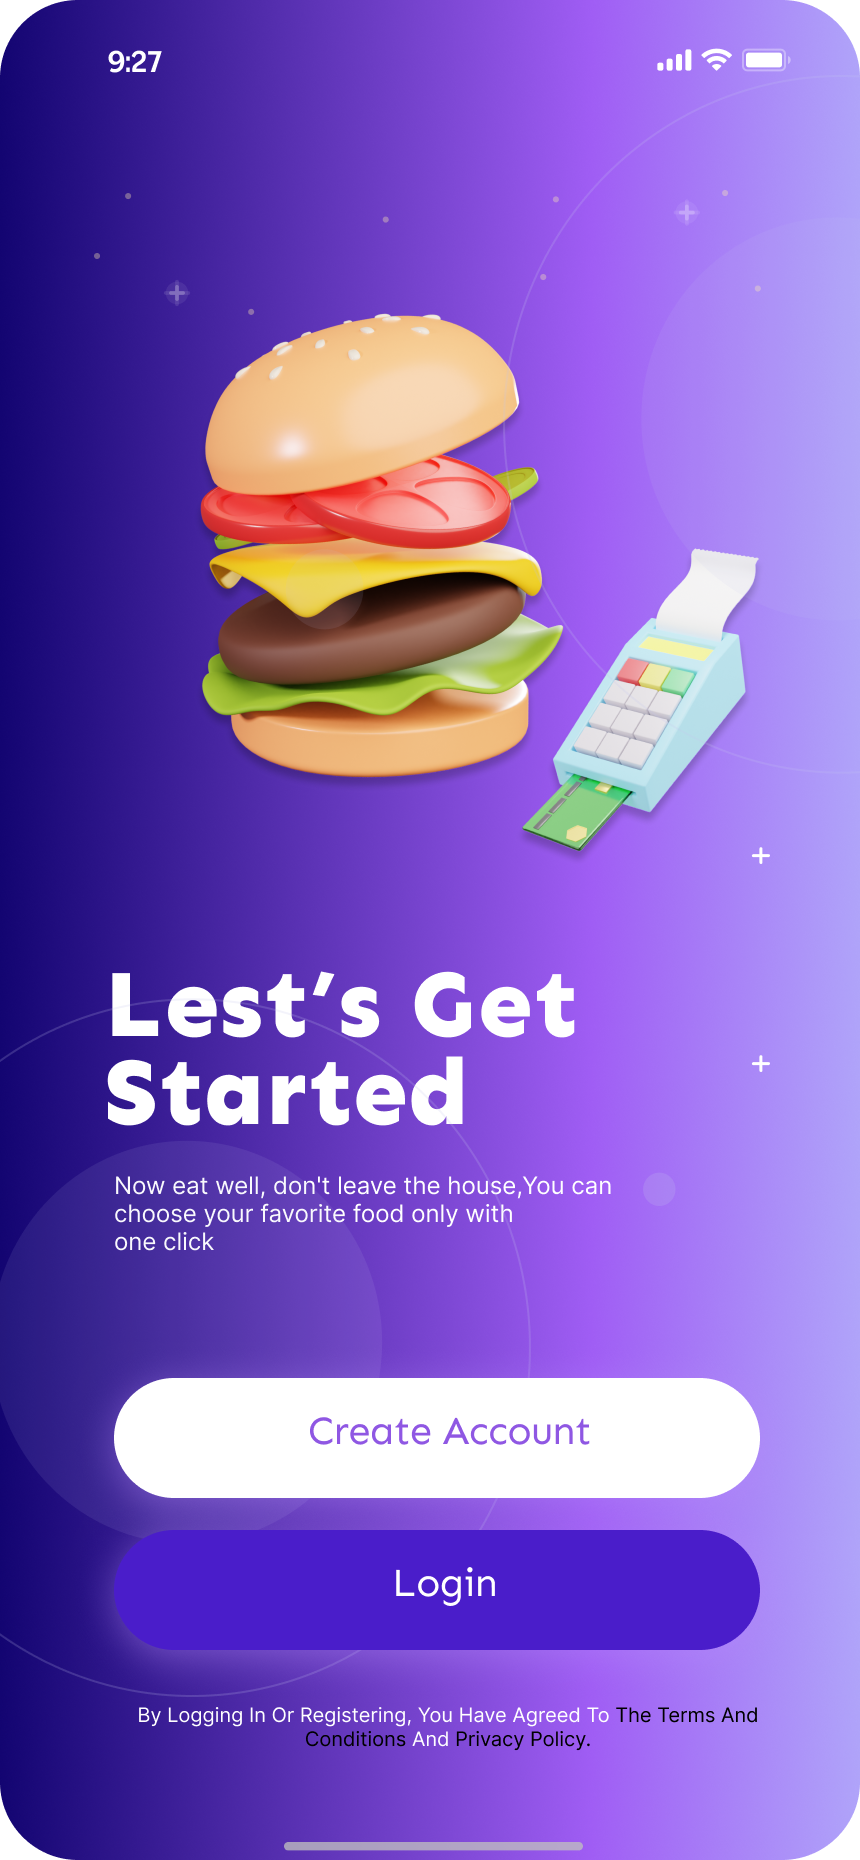 9:27
Lest’s Get
Started
Now eat well, don't leave the house,You can
choose your favorite food only with
one click
Create Account
Login
By Logging In Or Registering, You Have Agreed To The Terms And
Conditions And Privacy Policy.